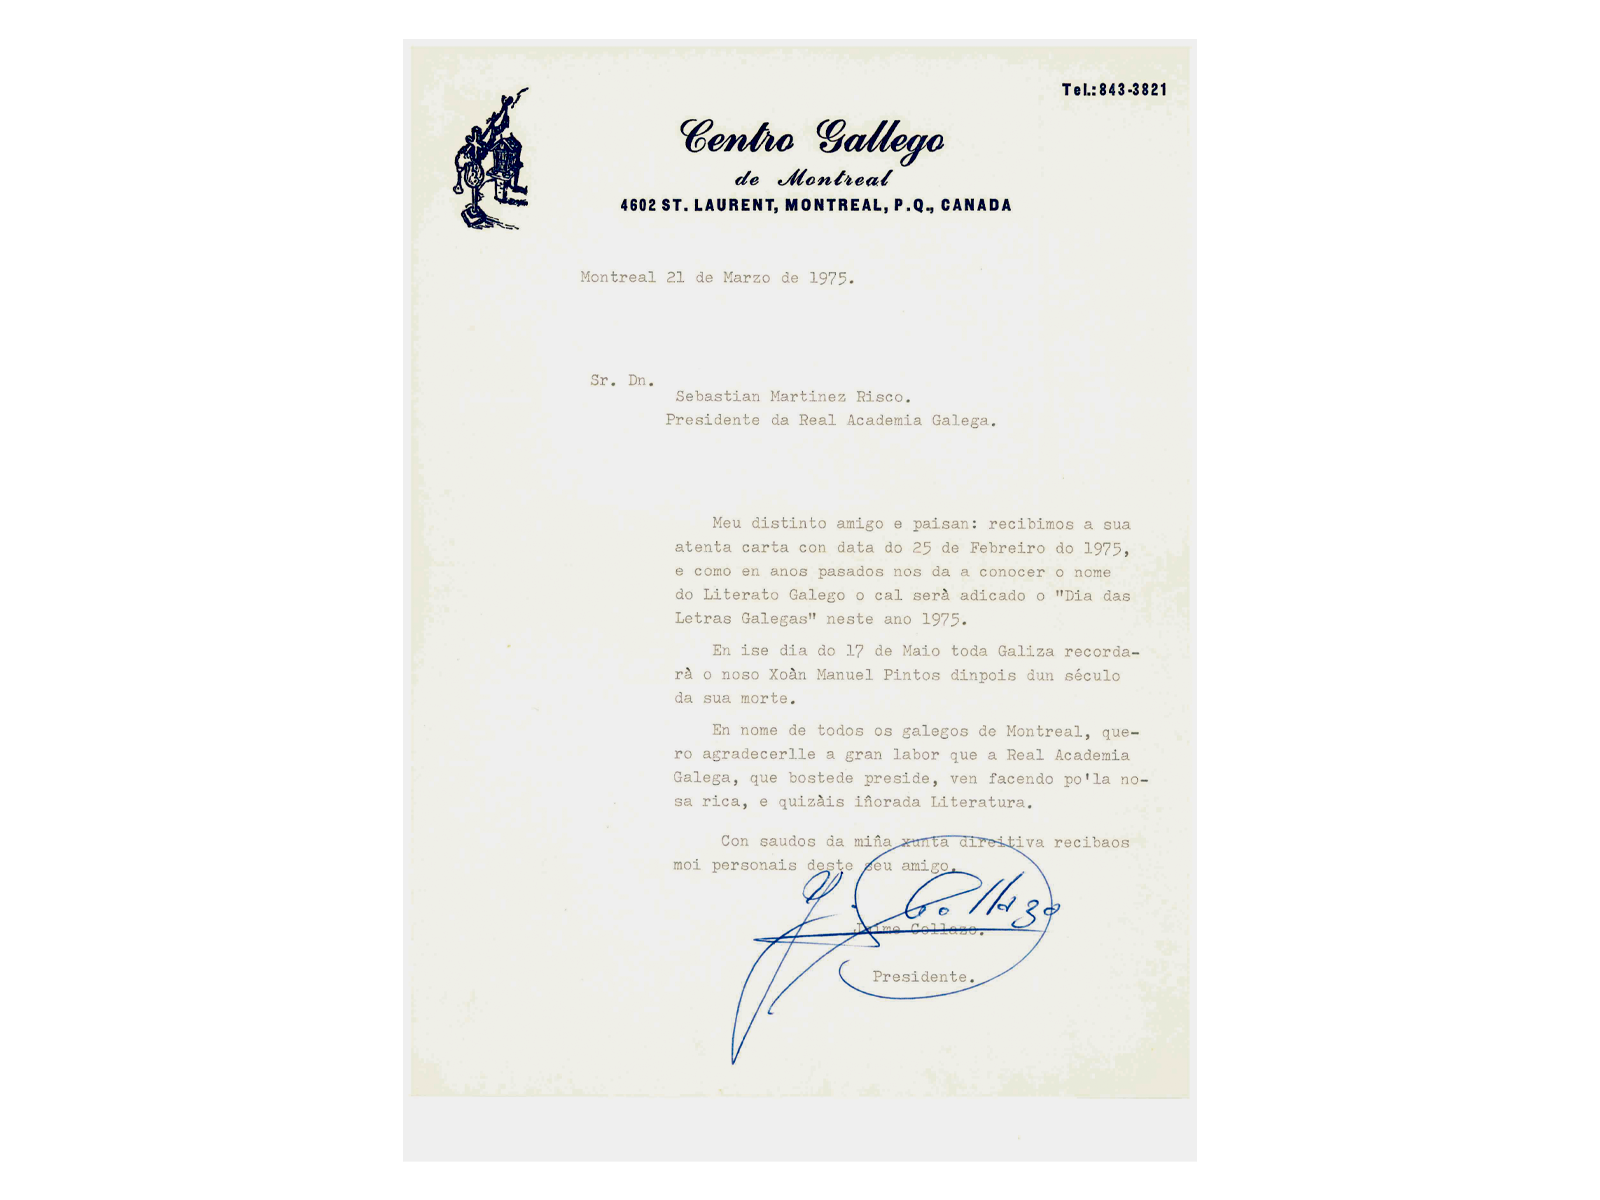 Tel.:843-3821
Centro Gallego
de Montreal
4602 ST. LAURENT, MONTREAL, P.Q., CANADA
Montreal 21 de Marzo de 1975.
Sr. Dn.
Sebastian Martinez Risco.
Presidente da Real Academia Galega.
Meu distinto amigo e paisan: recibimos a sua
atenta carta con data do 25 de Febreiro do 1975,
e como en anos pasados nos da a conocer o nome
do Literato Galego o cal serà adicado o "Dia das
Letras Galegas" neste ano 1975.
En ise dia do 17 de Maio toda Galiza recorda-
rà o noso Xoàn Manuel Pintos dinpois dun século
da sua morte.
En nome de todos os galegos de Montreal, que-
ro agradecerlle a gran labor que a Real Academia
Galega, que bostede preside, ven facendo po'la no-
sa rica, e quizàis iñorada Literatura.
Con saudos da miña xunta direitiva recibaos
moi personais deste seu amigo.
J. Collazo
Jaime Collazo.
Presidente.